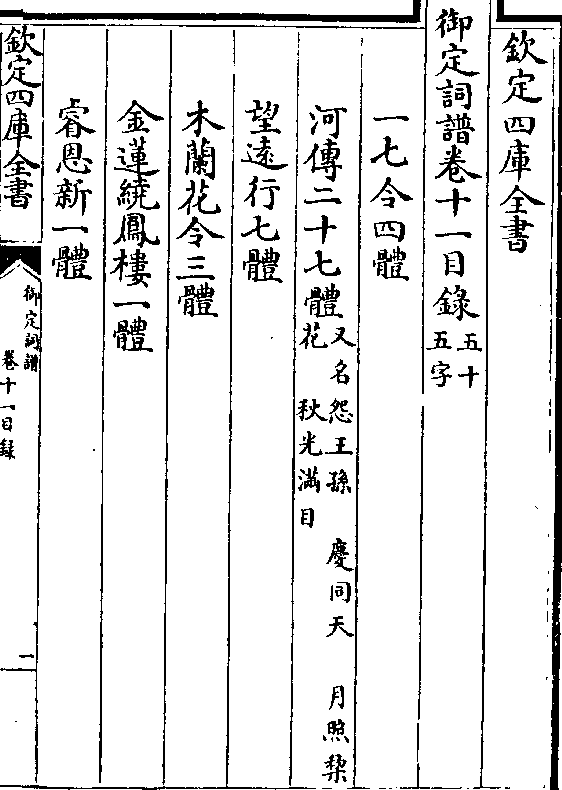 欽定四庫全書
御定詞譜卷十一目録 五十五字
一七令四體
河傳二十七體 又名怨王孫 慶同天 月照棃花 秋光滿目
望遠行七體
木蘭花令三體
金蓮繞鳳樓一體
睿恩新一體
欽定四庫全書
御定詞譜
卷十一目録
一